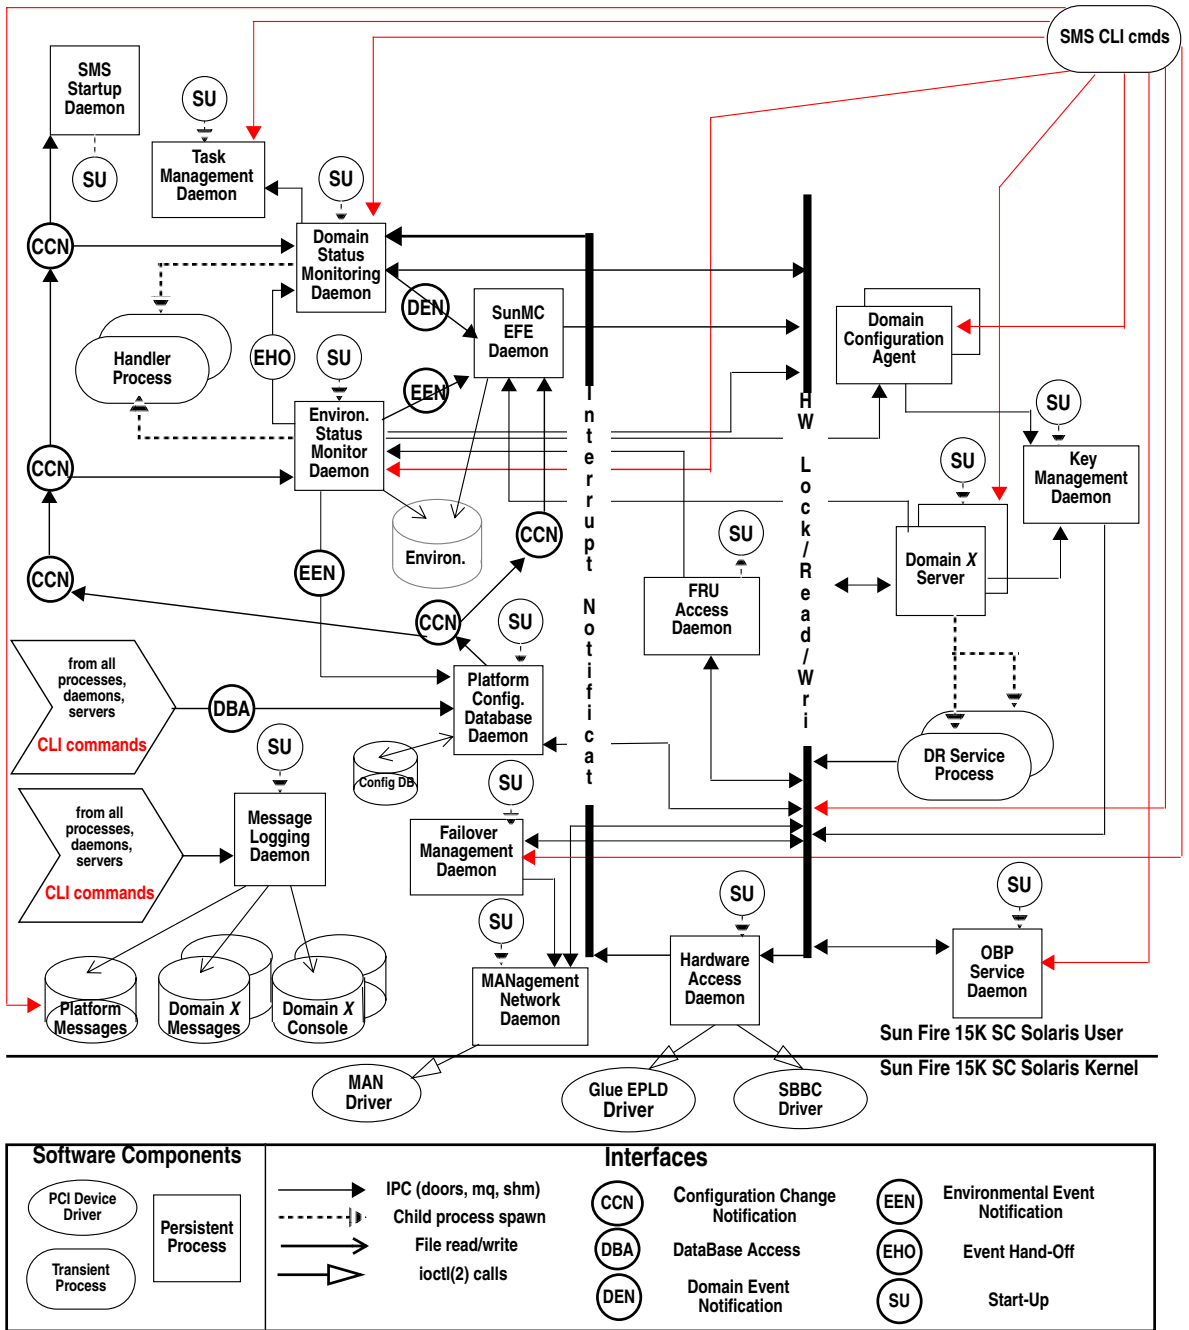 SMS CLI cmds
SMS
Startup
Daemon
SU
SU
Task
Management
Daemon
SU
CCN
Domain
Status
Monitoring
Daemon
DEN
SunMC
EFE
Daemon
Domain
Configuration
Agent
Handler
Process
EHO
SU
EEN
SU
Environ.
Status
Monitor
Daemon
CCN
Interrupt Notificat
HW Lock/Read/Wri
SU
Key
Management
Daemon
CCN
EEN
Environ.
CCN
SU
Domain X
Server
FRU
Access
Daemon
CCN
SU
from all
processes,
daemons,
servers
CLI commands
DBA
Platform
Config.
Database
Daemon
SU
Config DB
DR Service
Process
from all
processes,
daemons,
servers
CLI commands
Message
Logging
Daemon
SU
Failover
Management
Daemon
SU
SU
SU
SU
Platform
Messages
Domain X
Messages
Domain X
Console
MANagement
Network
Daemon
Hardware
Access
Daemon
OBP
Service
Daemon
Sun Fire 15K SC Solaris User
Sun Fire 15K SC Solaris Kernel
MAN
Driver
Glue EPLD
Driver
SBBC
Driver
Software Components
PCI Device
Driver
Persistent
Process
Transient
Process
Interfaces
IPC (doors, mq, shm)
Child process spawn
File read/write
ioctl(2) calls
CCN
Configuration Change
Notification
DBA
DataBase Access
DEN
Domain Event
Notification
EEN
Environmental Event
Notification
EHO
Event Hand-Off
SU
Start-Up